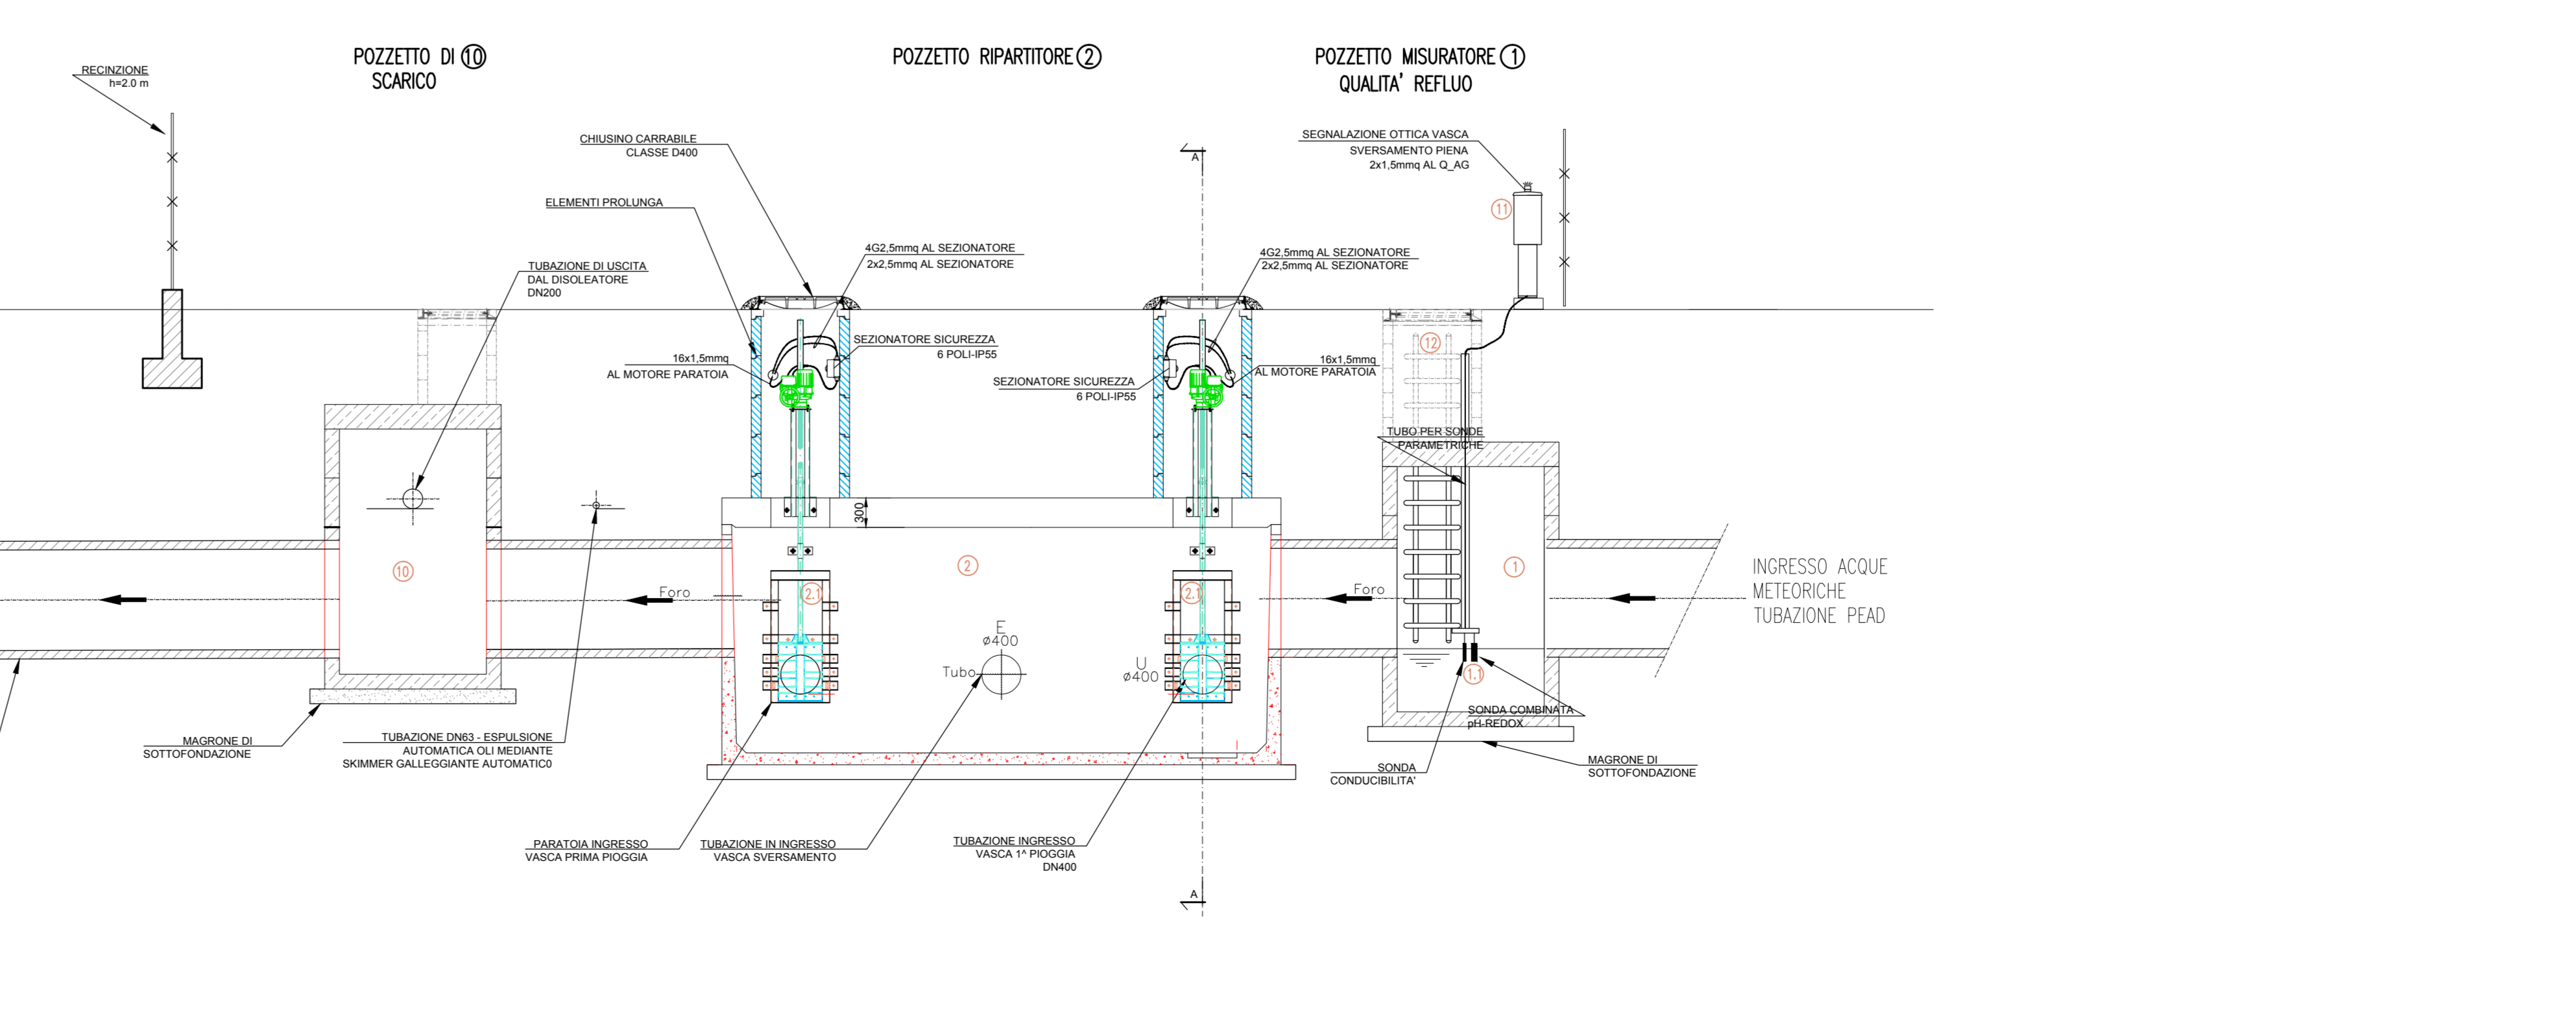 POZZETTO DI 10
SCARICO
POZZETTO RIPARTITORE 2
POZZETTO MISURATORE 1
QUALITA' REFLUO
RECINZIONE
h=2.0 m
CHIUSINO CARRABILE
CLASSE D400
SEGNALAZIONE OTTICA VASCA
SVERSAMENTO PIENA
2x1,5mmq AL Q_AG
A
ELEMENTI PROLUNGA
11
4G2,5mmq AL SEZIONATORE
2x2,5mmq AL SEZIONATORE
4G2,5mmq AL SEZIONATORE
2x2,5mmq AL SEZIONATORE
TUBAZIONE DI USCITA
DAL DISOLEATORE
DN200
SEZIONATORE SICUREZZA
6 POLI-IP55
12
16x1,5mmq
AL MOTORE PARATOIA
16x1,5mmq
AL MOTORE PARATOIA
SEZIONATORE SICUREZZA
6 POLI-IP55
TUBO PER SONDE
PARAMETRICHE
300
10
2
1
INGRESSO ACQUE
METEORICHE
TUBAZIONE PEAD
Foro
2.1
2.1
Foro
E
ø400
Tubo
U
ø400
1.1
SONDA COMBINATA
pH-REDOX
MAGRONE DI
SOTTOFONDAZIONE
TUBAZIONE DN63 - ESPULSIONE
AUTOMATICA OLI MEDIANTE
SKIMMER GALLEGGIANTE AUTOMATIC0
SONDA
CONDUCIBILITA'
MAGRONE DI
SOTTOFONDAZIONE
PARATOIA INGRESSO
VASCA PRIMA PIOGGIA
TUBAZIONE IN INGRESSO
VASCA SVERSAMENTO
TUBAZIONE INGRESSO
VASCA 1^ PIOGGIA
DN400
A